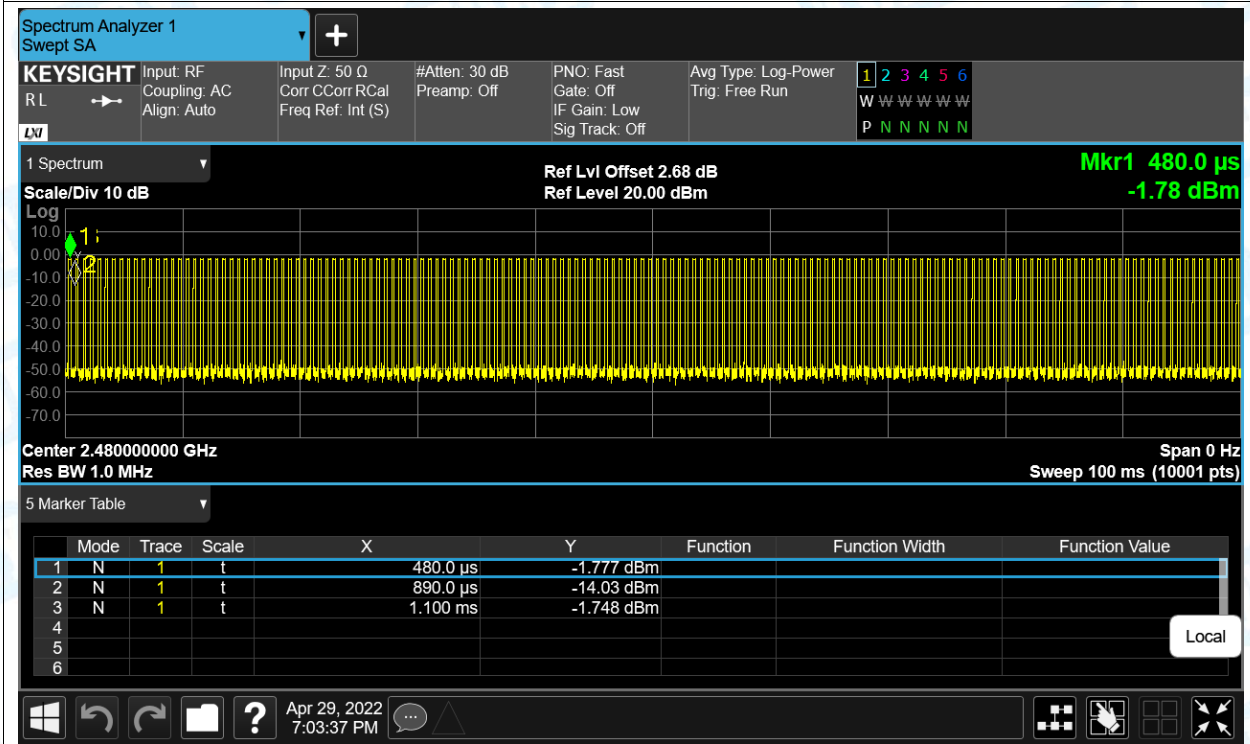 Spectrum Analyzer 1
Swept SA
+
KEYSIGHT Input: RF Input Z: 50 Ω #Atten: 30 dB PNO: Fast Avg Type: Log-Power 1 2 3 4 5 6
R L Coupling: AC Corr CCorr RCal Preamp: Off Gate: Off Trig: Free Run W W W W W W
Align: Auto Freq Ref: Int (S) IF Gain: Low
LXI Sig Track: Off P N N N N N
1 Spectrum Ref Lvl Offset 2.68 dB Mkr1 480.0 µs
Scale/Div 10 dB Ref Level 20.00 dBm -1.78 dBm
Log
10.0 1
0.00 2
-10.0
-20.0
-30.0
-40.0
-50.0
-60.0
-70.0
Center 2.480000000 GHz Span 0 Hz
Res BW 1.0 MHz Sweep 100 ms (10001 pts)
5 Marker Table
Mode Trace Scale X Y Function Function Width Function Value
1 N 1 t 480.0 µs -1.777 dBm
2 N 1 t 890.0 µs -14.03 dBm
3 N 1 t 1.100 ms -1.748 dBm
4
5
6
Local
? Apr 29, 2022
7:03:37 PM